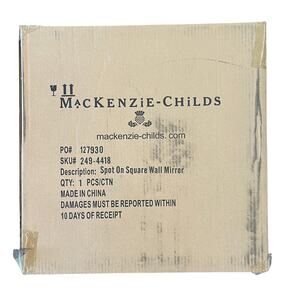 MACKENZIE-CHILDS
mackenzie-childs.com
PO# 127930
SKU# 249-4418
Description: Spot On Square Wall Mirror
QTY: 1 PCS/CTN
MADE IN CHINA
DAMAGES MUST BE REPORTED WITHIN
10 DAYS OF RECEIPT